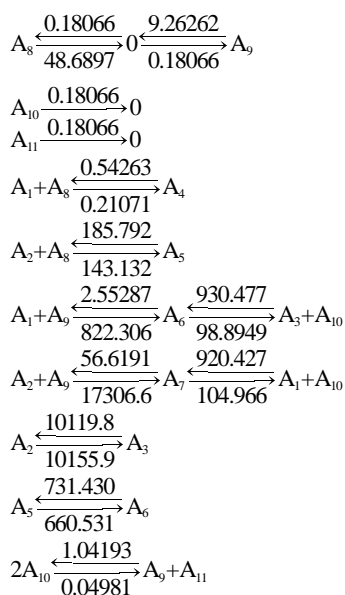 0.18066 9.26262
A₈ ⇄ 0 ⇄ A₉
48.6897 0.18066
A₁₀ 0.18066→ 0
A₁₁ 0.18066→ 0
0.54263
A₁+A₈ ⇄ A₄
0.21071
185.792
A₂+A₈ ⇄ A₅
143.132
2.55287 930.477
A₁+A₉ ⇄ A₆ ⇄ A₃+A₁₀
822.306 98.8949
56.6191 920.427
A₂+A₉ ⇄ A₇ ⇄ A₁+A₁₀
17306.6 104.966
10119.8
A₂ ⇄ A₃
10155.9
731.430
A₅ ⇄ A₆
660.531
1.04193
2A₁₀ ⇄ A₉+A₁₁
0.04981